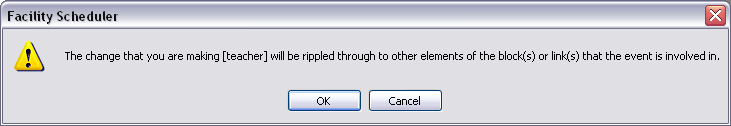 Facility Scheduler
The change that you are making [teacher] will be rippled through to other elements of the block(s) or link(s) that the event is involved in.
OK
Cancel